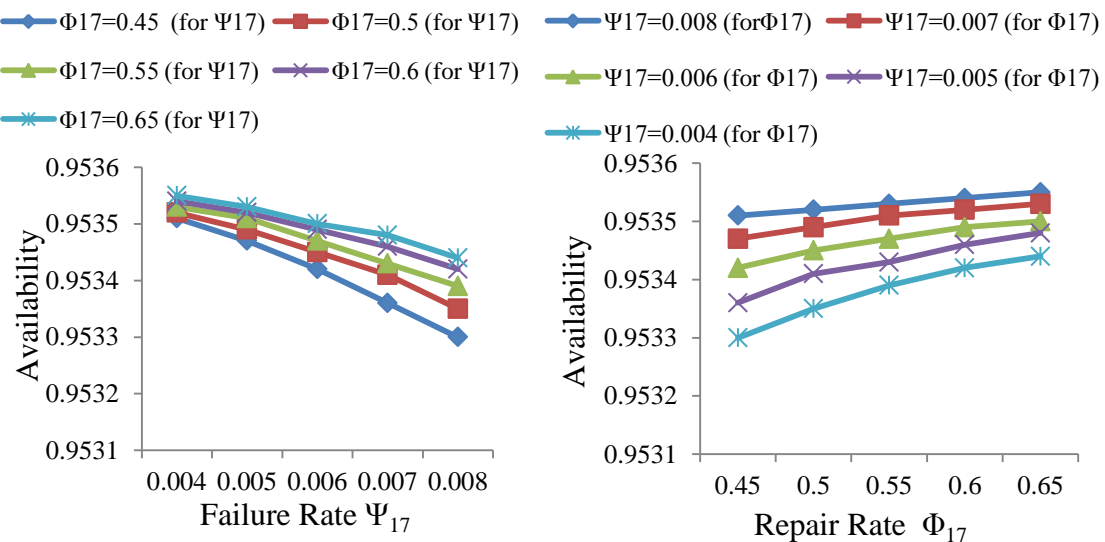 Φ17=0.45 (for Ψ17)
Φ17=0.5 (for Ψ17)
Φ17=0.55 (for Ψ17)
Φ17=0.6 (for Ψ17)
Φ17=0.65 (for Ψ17)
0.9536
0.9535
0.9534
0.9533
0.9532
0.9531
Availability
0.004 0.005 0.006 0.007 0.008
Failure Rate Ψ17
Ψ17=0.008 (forΦ17)
Ψ17=0.007 (for Φ17)
Ψ17=0.006 (for Φ17)
Ψ17=0.005 (for Φ17)
Ψ17=0.004 (for Φ17)
0.9536
0.9535
0.9534
0.9533
0.9532
0.9531
Availability
0.45 0.5 0.55 0.6 0.65
Repair Rate Φ17